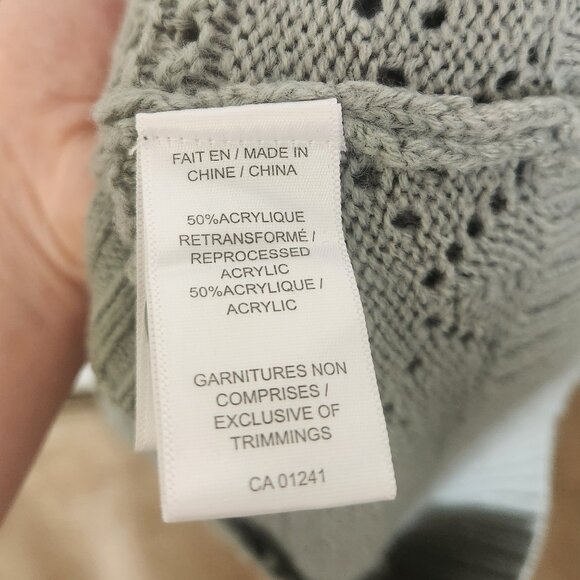 FAIT EN / MADE IN
CHINE / CHINA
50%ACRYLIQUE
RETRANSFORMÉ /
REPROCESSED
ACRYLIC
50%ACRYLIQUE /
ACRYLIC
GARNITURES NON
COMPRISES /
EXCLUSIVE OF
TRIMMINGS
CA 01241